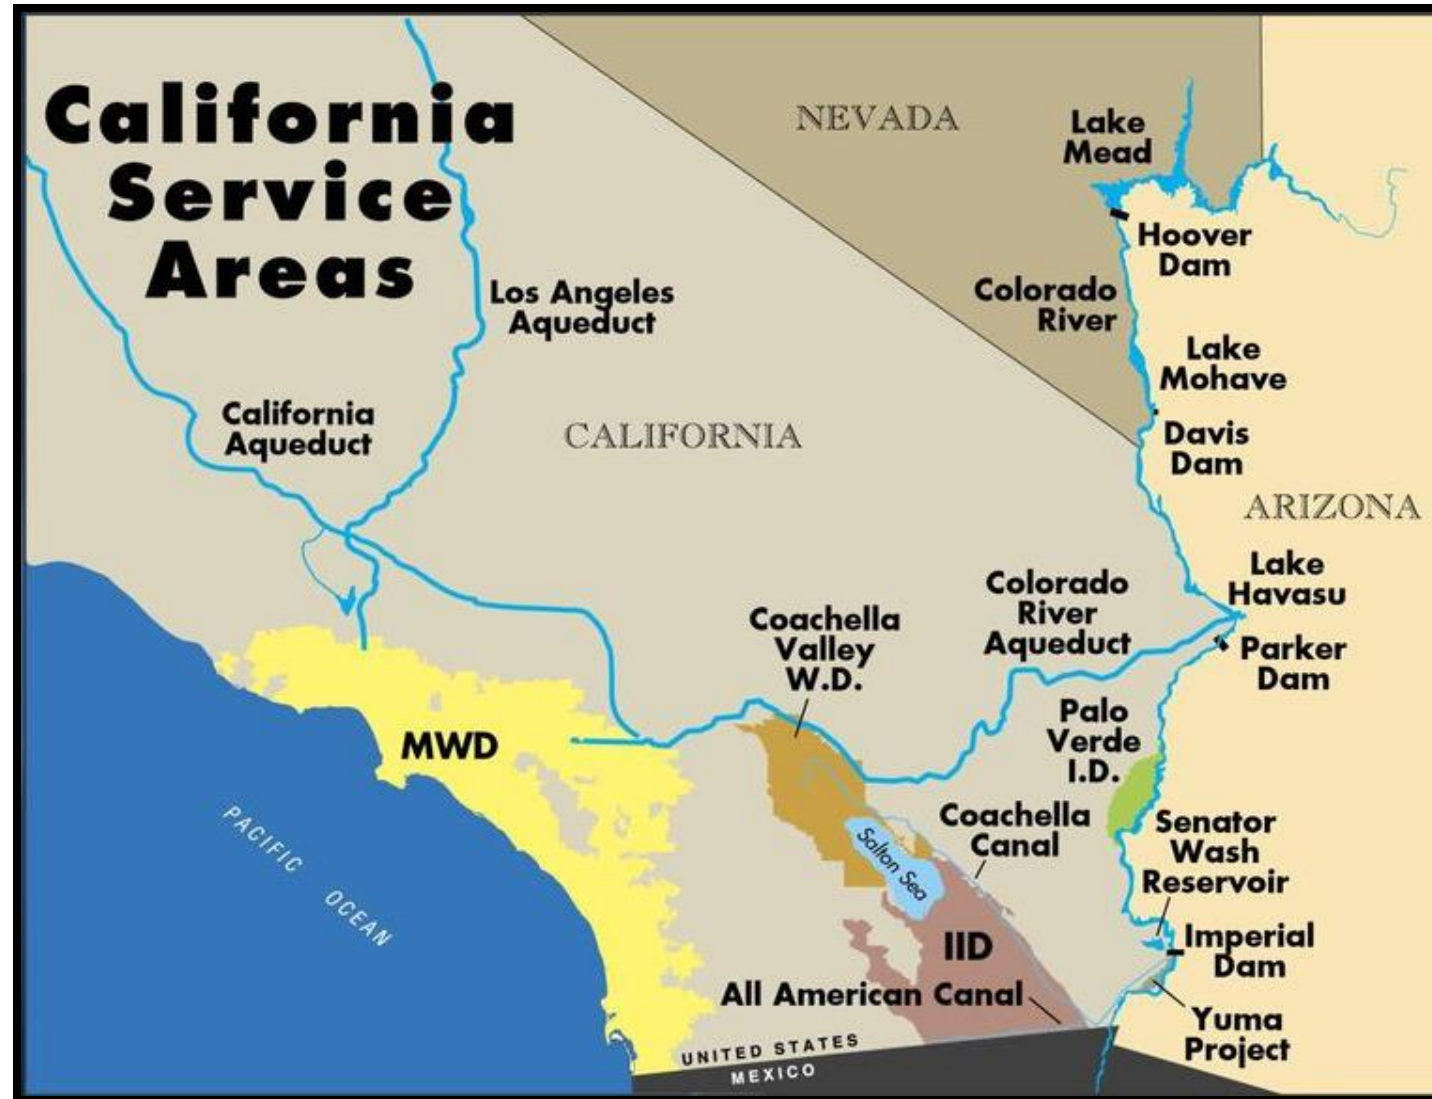 California
Service
Areas
NEVADA
Lake
Mead
Hoover
Dam
Colorado
River
Los Angeles
Aqueduct
Lake
Mohave
California
Aqueduct
CALIFORNIA
Davis
Dam
ARIZONA
Lake
Havasu
Colorado
River
Aqueduct
Coachella
Valley
W.D.
Parker
Dam
Palo
Verde
I.D.
MWD
Coachella
Canal
Senator
Wash
Reservoir
Salton Sea
PACIFIC OCEAN
IID
Imperial
Dam
All American Canal
Yuma
Project
UNITED STATES
MEXICO